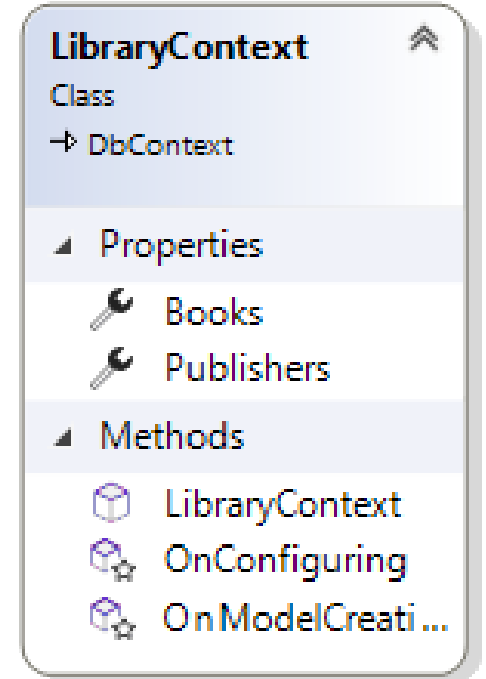 LibraryContext
Class
DbContext
Properties
Books
Publishers
Methods
LibraryContext
OnConfiguring
OnModelCreati...